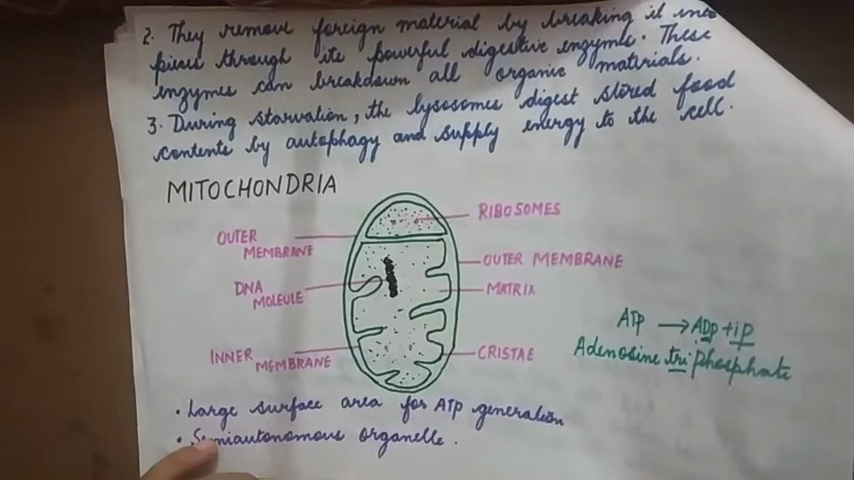 2. They remove foreign material by breaking it into
pieces through its powerful digestive enzymes. These
enzymes can breakdown all organic materials.
3. During starvation, the lysosomes digest stored food
contents by autophagy and supply energy to the cell.
MITOCHONDRIA
RIBOSOMES
OUTER
MEMBRANE
OUTER MEMBRANE
DNA
MOLEULE
MATRIX
ATP → ADP + iP
Adenosine triphosphate
INNER
MEMBRANE
CRISTAE
• Large surface area for ATP generation
• Semiautonomous organelle.